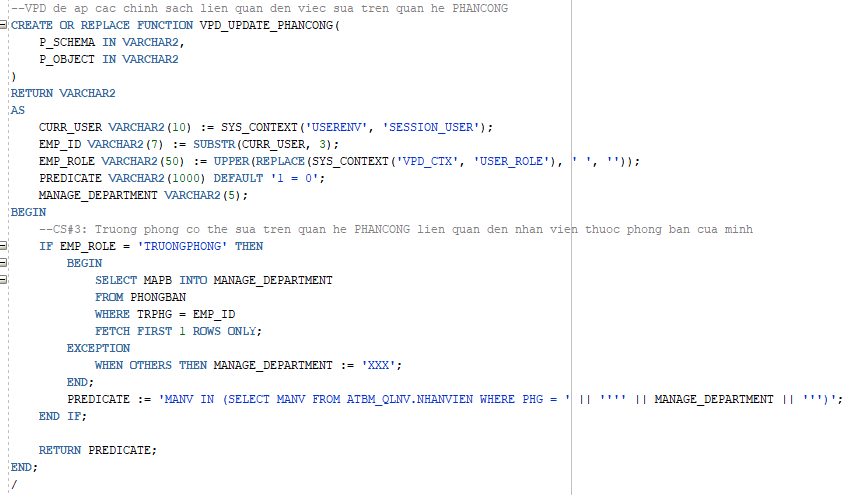 --VPD de ap cac chinh sach lien quan den viec sua tren quan he PHANCONG
CREATE OR REPLACE FUNCTION VPD_UPDATE_PHANCONG(
    P_SCHEMA IN VARCHAR2,
    P_OBJECT IN VARCHAR2
)
RETURN VARCHAR2
AS
    CURR_USER VARCHAR2(10) := SYS_CONTEXT('USERENV', 'SESSION_USER');
    EMP_ID VARCHAR2(7) := SUBSTR(CURR_USER, 3);
    EMP_ROLE VARCHAR2(50) := UPPER(REPLACE(SYS_CONTEXT('VPD_CTX', 'USER_ROLE'), ' ', ''));
    PREDICATE VARCHAR2(1000) DEFAULT '1 = 0';
    MANAGE_DEPARTMENT VARCHAR2(5);
BEGIN
    --CS#3: Truong phong co the sua tren quan he PHANCONG lien quan den nhan vien thuoc phong ban cua minh
    IF EMP_ROLE = 'TRUONGPHONG' THEN
        BEGIN
            SELECT MAPB INTO MANAGE_DEPARTMENT
            FROM PHONGBAN
            WHERE TRPHG = EMP_ID
            FETCH FIRST 1 ROWS ONLY;
        EXCEPTION
            WHEN OTHERS THEN MANAGE_DEPARTMENT := 'XXX';
        END;
        PREDICATE := 'MANV IN (SELECT MANV FROM ATBM_QLNV.NHANVIEN WHERE PHG = ' || '''' || MANAGE_DEPARTMENT || ''')';
    END IF;
    RETURN PREDICATE;
END;
/